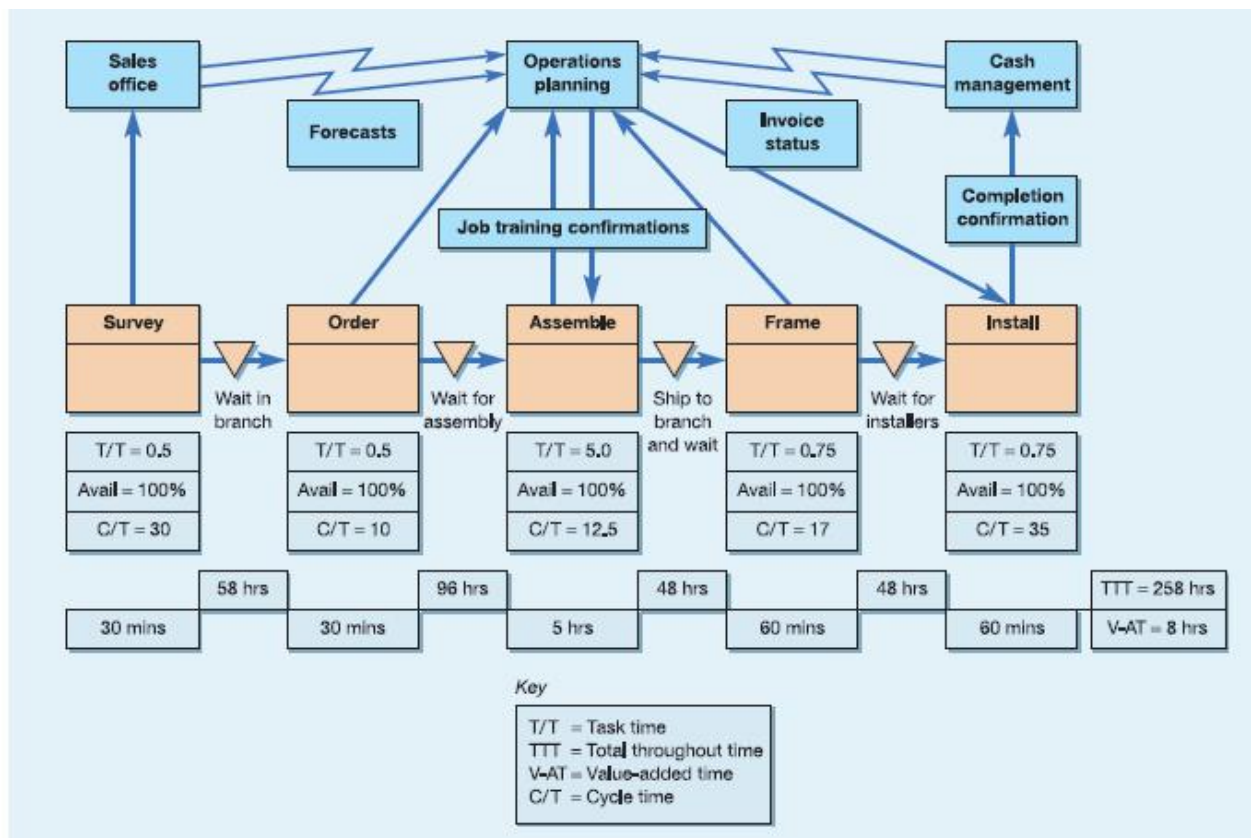 Sales
office
Operations
planning
Cash
management
Forecasts
Invoice
status
Job training confirmations
Completion
confirmation
Survey
Order
Assemble
Frame
Install
Wait in
branch
Wait for
assembly
Ship to
branch
and wait
Wait for
installers
T/T = 0.5
T/T = 0.5
T/T = 5.0
T/T = 0.75
T/T = 0.75
Avail = 100%
Avail = 100%
Avail = 100%
Avail = 100%
Avail = 100%
C/T = 30
C/T = 10
C/T = 12.5
C/T = 17
C/T = 35
58 hrs
96 hrs
48 hrs
48 hrs
TTT = 258 hrs
30 mins
30 mins
5 hrs
60 mins
60 mins
V-AT = 8 hrs
Key
T/T = Task time
TTT = Total throughout time
V-AT = Value-added time
C/T = Cycle time